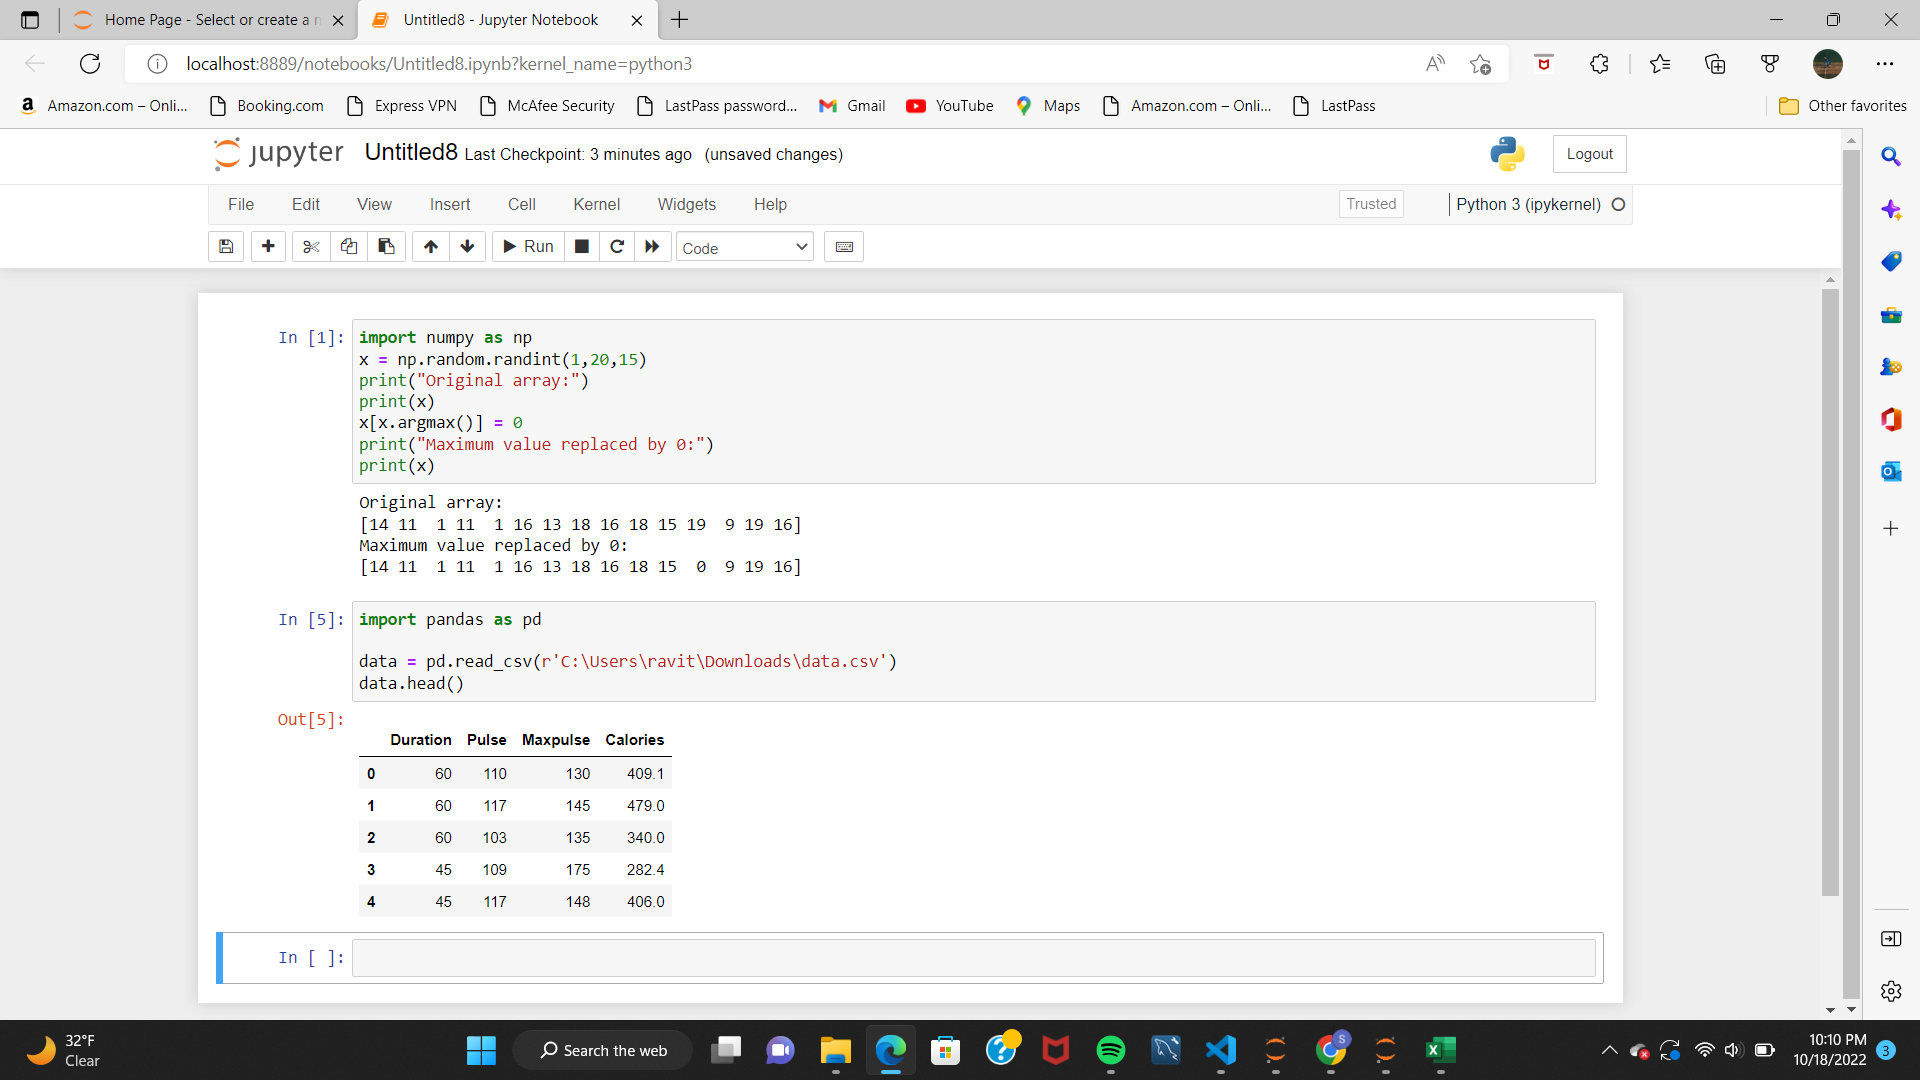 Home Page - Select or create a n
Untitled8 - Jupyter Notebook
localhost:8889/notebooks/Untitled8.ipynb?kernel_name=python3
Amazon.com – Onli... Booking.com Express VPN McAfee Security LastPass password... Gmail YouTube Maps Amazon.com – Onli... LastPass Other favorites
jupyter Untitled8 Last Checkpoint: 3 minutes ago (unsaved changes) Logout
File Edit View Insert Cell Kernel Widgets Help Trusted Python 3 (ipykernel)
Run Code
In [1]: import numpy as np
x = np.random.randint(1,20,15)
print("Original array:")
print(x)
x[x.argmax()] = 0
print("Maximum value replaced by 0:")
print(x)
Original array:
[14 11  1 11  1 16 13 18 16 18 15 19  9 19 16]
Maximum value replaced by 0:
[14 11  1 11  1 16 13 18 16 18 15  0  9 19 16]
In [5]: import pandas as pd
data = pd.read_csv(r'C:\Users\ravit\Downloads\data.csv')
data.head()
Out[5]:
Duration Pulse Maxpulse Calories
0 60 110 130 409.1
1 60 117 145 479.0
2 60 103 135 340.0
3 45 109 175 282.4
4 45 117 148 406.0
In [ ]:
32°F
Clear
Search the web
10:10 PM
10/18/2022
3